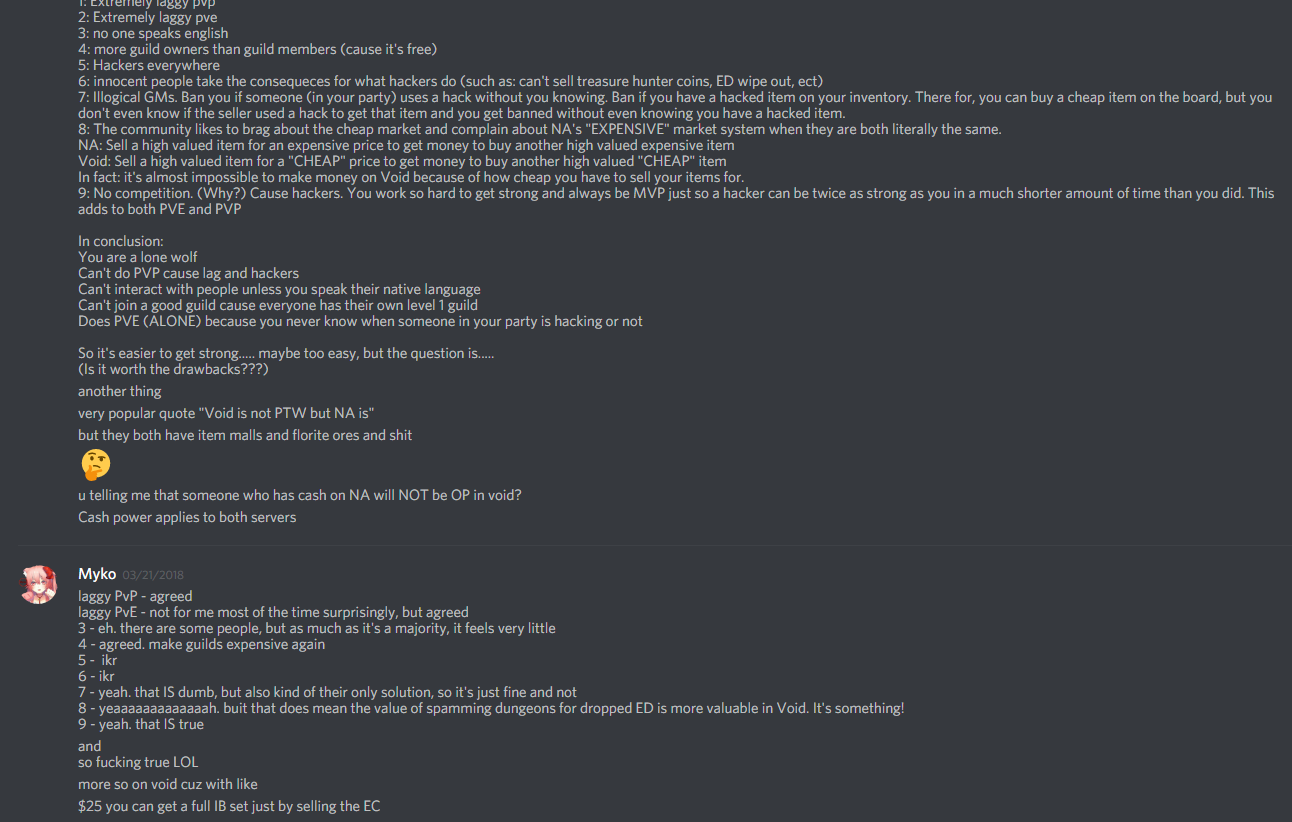 1: Extremely laggy pvp
2: Extremely laggy pve
3: no one speaks english
4: more guild owners than guild members (cause it's free)
5: Hackers everywhere
6: innocent people take the consequeces for what hackers do (such as: can't sell treasure hunter coins, ED wipe out, ect)
7: Illogical GMs. Ban you if someone (in your party) uses a hack without you knowing. Ban if you have a hacked item on your inventory. There for, you can buy a cheap item on the board, but you
don't even know if the seller used a hack to get that item and you get banned without even knowing you have a hacked item.
8: The community likes to brag about the cheap market and complain about NA's "EXPENSIVE" market system when they are both literally the same.
NA: Sell a high valued item for an expensive price to get money to buy another high valued expensive item
Void: Sell a high valued item for a "CHEAP" price to get money to buy another high valued "CHEAP" item
In fact: it's almost impossible to make money on Void because of how cheap you have to sell your items for.
9: No competition. (Why?) Cause hackers. You work so hard to get strong and always be MVP just so a hacker can be twice as strong as you in a much shorter amount of time than you did. This
adds to both PVE and PVP
In conclusion:
You are a lone wolf
Can't do PVP cause lag and hackers
Can't interact with people unless you speak their native language
Can't join a good guild cause everyone has their own level 1 guild
Does PVE (ALONE) because you never know when someone in your party is hacking or not
So it's easier to get strong..... maybe too easy, but the question is.....
(Is it worth the drawbacks???)
another thing
very popular quote "Void is not PTW but NA is"
but they both have item malls and florite ores and shit
u telling me that someone who has cash on NA will NOT be OP in void?
Cash power applies to both servers
Myko 03/21/2018
laggy PvP - agreed
laggy PvE - not for me most of the time surprisingly, but agreed
3 - eh. there are some people, but as much as it's a majority, it feels very little
4 - agreed. make guilds expensive again
5 - ikr
6 - ikr
7 - yeah. that IS dumb, but also kind of their only solution, so it's just fine and not
8 - yeaaaaaaaaaaaaah. buit that does mean the value of spamming dungeons for dropped ED is more valuable in Void. It's something!
9 - yeah. that IS true
and
so fucking true LOL
more so on void cuz with like
$25 you can get a full IB set just by selling the EC